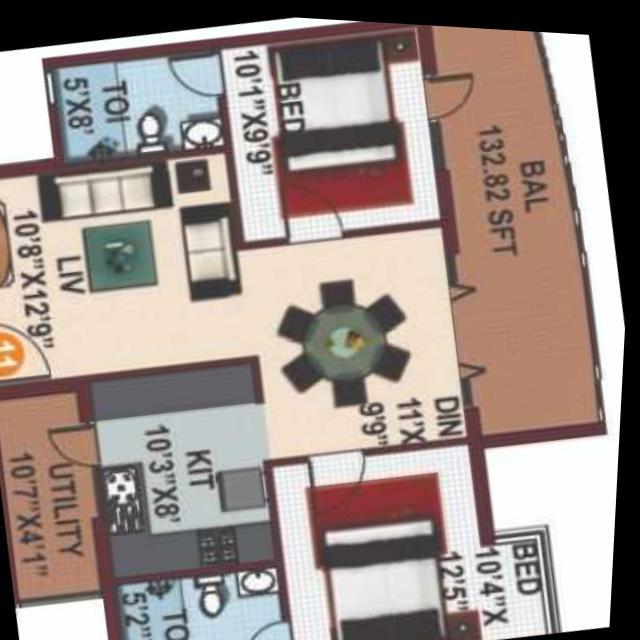 TOI
5'X8'
BED
10'1"X9'9"
BAL
132.82 SFT
LIV
10'8"X12'9"
DIN
11'X
9'9"
KIT
10'3"X8'
UTILITY
10'7"X4'1"
BED
10'4"X
12'5"
TO
5'2"